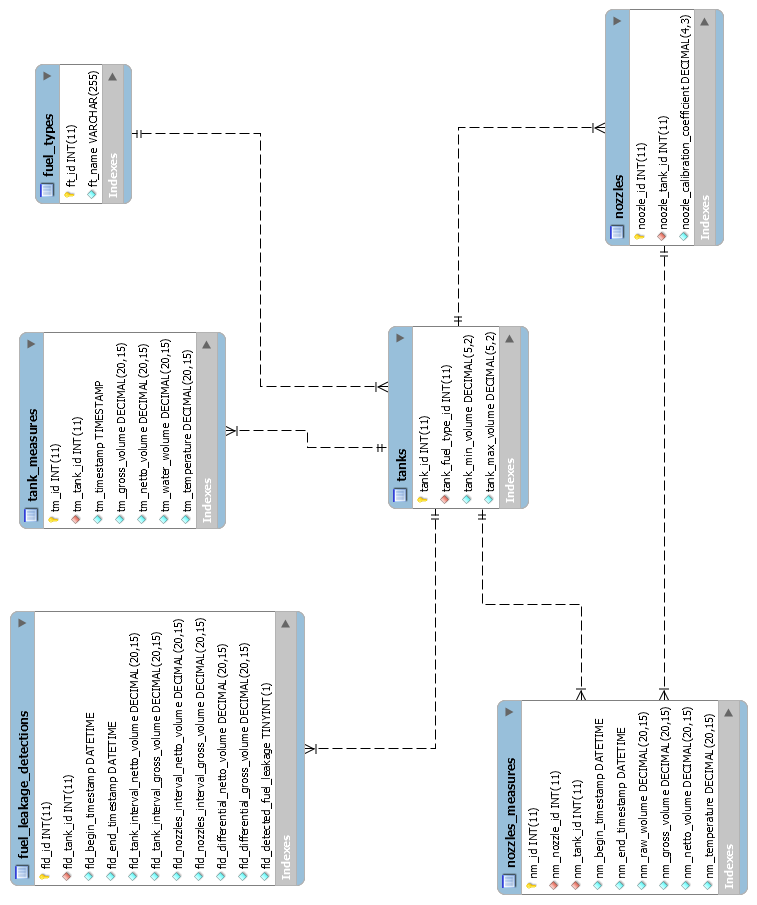 fuel_leakage_detections
fld_id INT(11)
fld_tank_id INT(11)
fld_begin_timestamp DATETIME
fld_end_timestamp DATETIME
fld_tank_interval_netto_volume DECIMAL(20,15)
fld_tank_interval_gross_volume DECIMAL(20,15)
fld_nozzles_interval_netto_volume DECIMAL(20,15)
fld_nozzles_interval_gross_volume DECIMAL(20,15)
fld_differential_netto_volume DECIMAL(20,15)
fld_differential_gross_volume DECIMAL(20,15)
fld_detected_fuel_leakage TINYINT(1)
Indexes
tank_measures
tm_id INT(11)
tm_tank_id INT(11)
tm_timestamp TIMESTAMP
tm_gross_volume DECIMAL(20,15)
tm_netto_volume DECIMAL(20,15)
tm_water_wolume DECIMAL(20,15)
tm_temperature DECIMAL(20,15)
Indexes
fuel_types
ft_id INT(11)
ft_name VARCHAR(255)
Indexes
tanks
tank_id INT(11)
tank_fuel_type_id INT(11)
tank_min_volume DECIMAL(5,2)
tank_max_volume DECIMAL(5,2)
Indexes
nozzles_measures
nm_id INT(11)
nm_nozzle_id INT(11)
nm_tank_id INT(11)
nm_begin_timestamp DATETIME
nm_end_timestamp DATETIME
nm_raw_wolume DECIMAL(20,15)
nm_gross_volume DECIMAL(20,15)
nm_netto_volume DECIMAL(20,15)
nm_temperature DECIMAL(20,15)
Indexes
nozzles
noozle_id INT(11)
noozle_tank_id INT(11)
noozle_calibration_coefficient DECIMAL(4,3)
Indexes